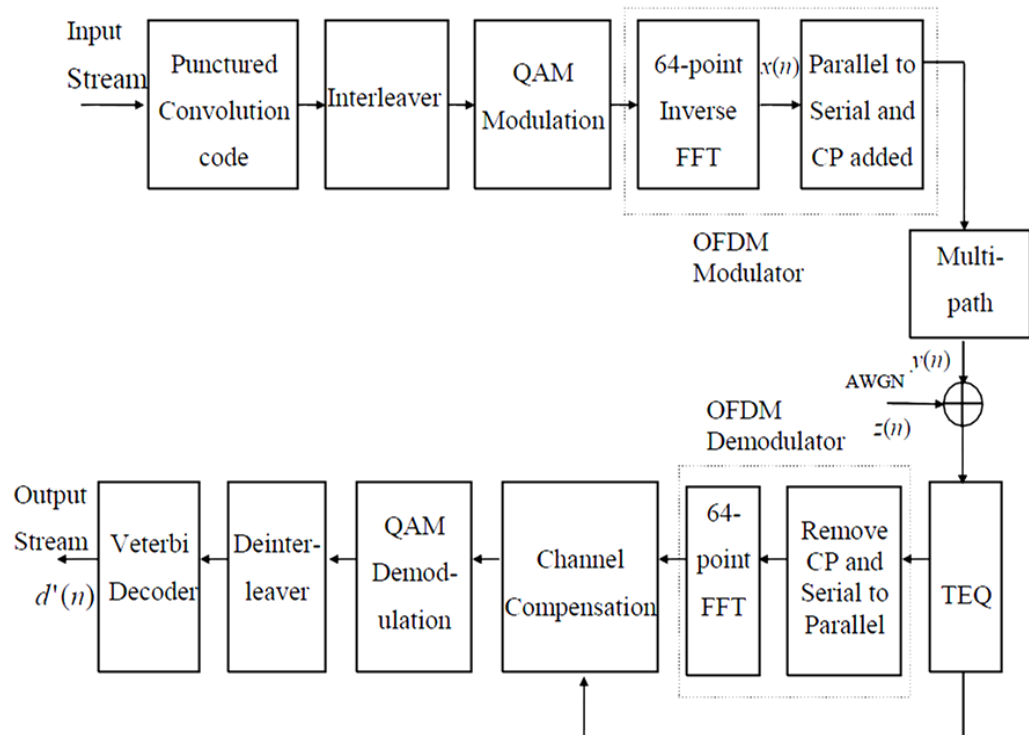 Input
Stream
Punctured
Convolution
code
Interleaver
QAM
Modulation
64-point
Inverse
FFT
x(n)
Parallel to
Serial and
CP added
OFDM
Modulator
Multi-
path
y(n)
AWGN
z(n)
OFDM
Demodulator
Output
Stream
d'(n)
Veterbi
Decoder
Deinter-
leaver
QAM
Demod-
ulation
Channel
Compensation
64-
point
FFT
Remove
CP and
Serial to
Parallel
TEQ